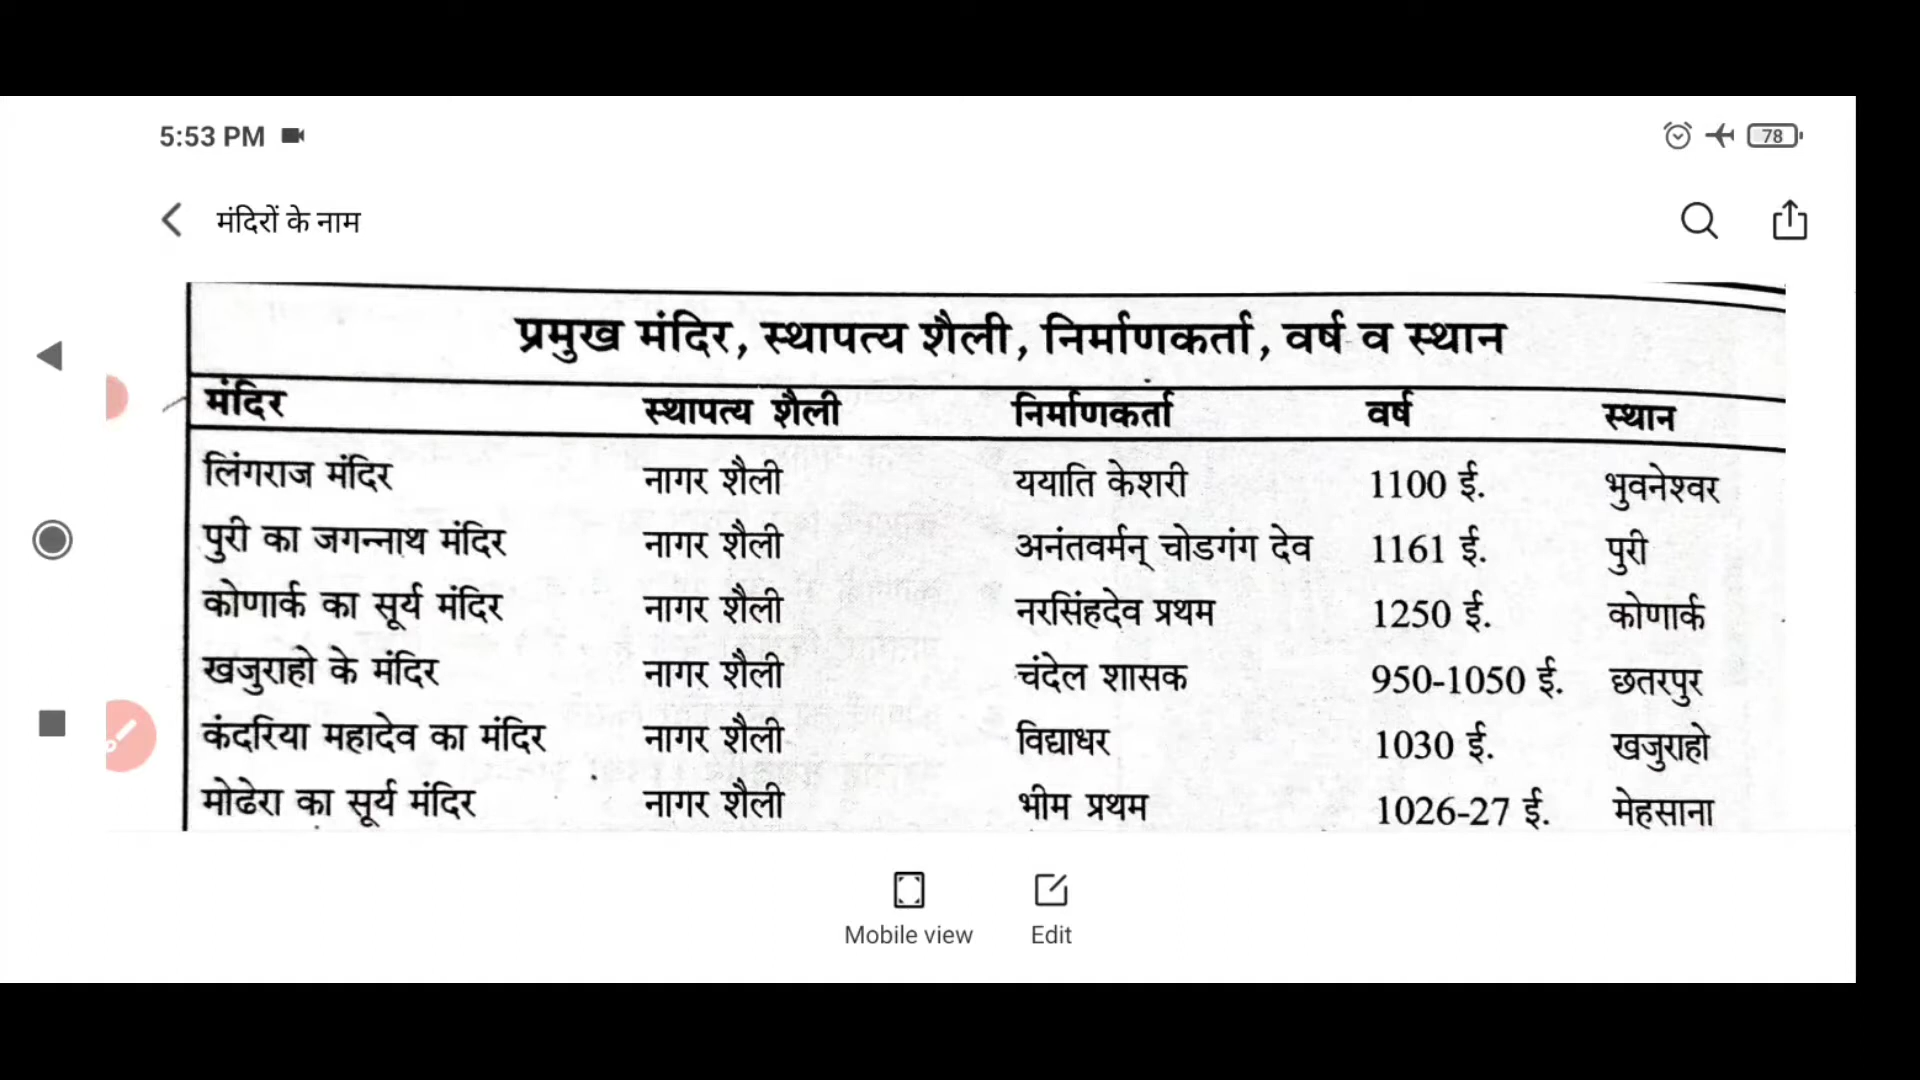 5:53 PM
78
मंदिरों के नाम
प्रमुख मंदिर, स्थापत्य शैली, निर्माणकर्ता, वर्ष व स्थान
मंदिर स्थापत्य शैली निर्माणकर्ता वर्ष स्थान
लिंगराज मंदिर नागर शैली ययाति केशरी 1100 ई. भुवनेश्वर
पुरी का जगन्नाथ मंदिर नागर शैली अनंतवर्मन् चोडगंग देव 1161 ई. पुरी
कोणार्क का सूर्य मंदिर नागर शैली नरसिंहदेव प्रथम 1250 ई. कोणार्क
खजुराहो के मंदिर नागर शैली चंदेल शासक 950-1050 ई. छतरपुर
कंदरिया महादेव का मंदिर नागर शैली विद्याधर 1030 ई. खजुराहो
मोढेरा का सूर्य मंदिर नागर शैली भीम प्रथम 1026-27 ई. मेहसाना
Mobile view Edit